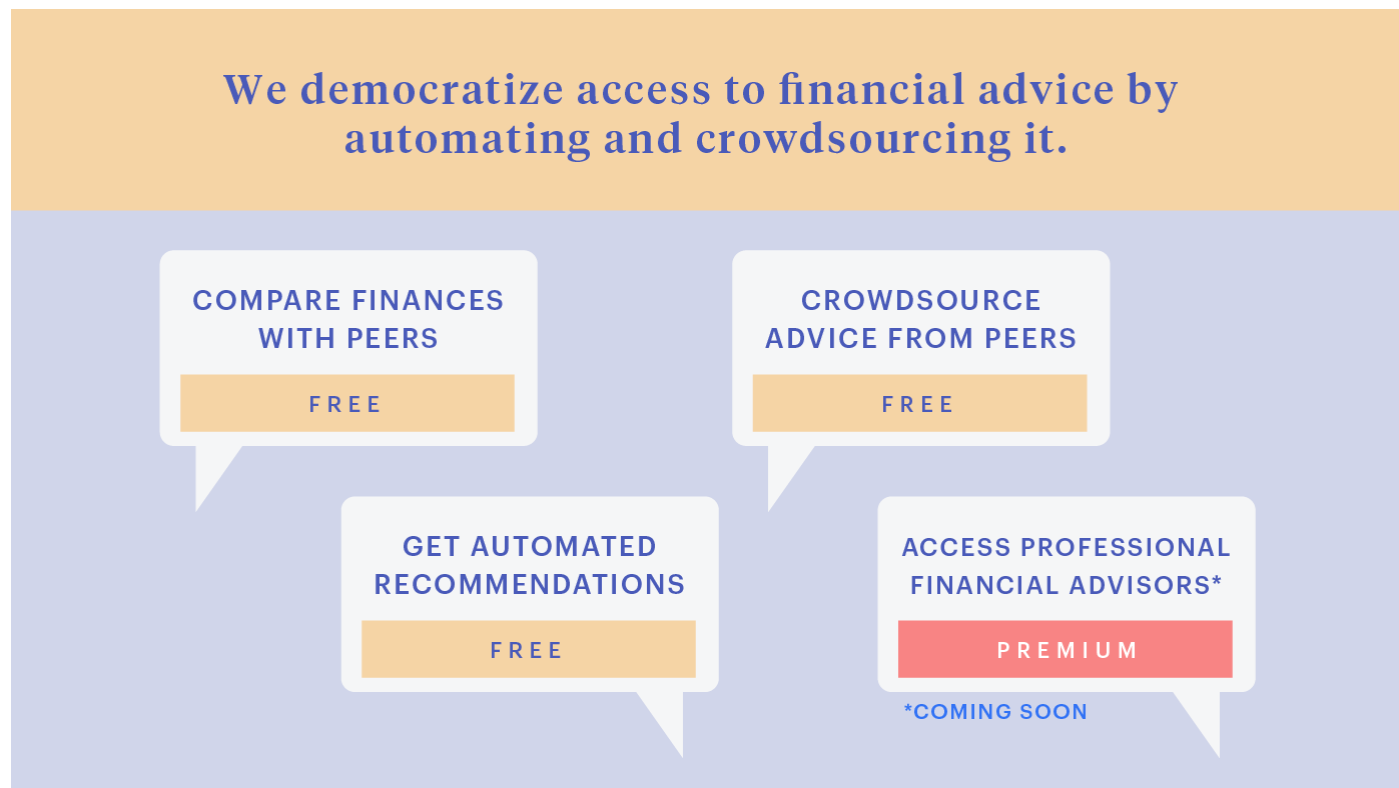 We democratize access to financial advice by
automating and crowdsourcing it.
COMPARE FINANCES
WITH PEERS
FREE
CROWDSOURCE
ADVICE FROM PEERS
FREE
GET AUTOMATED
RECOMMENDATIONS
FREE
ACCESS PROFESSIONAL
FINANCIAL ADVISORS*
PREMIUM
*COMING SOON